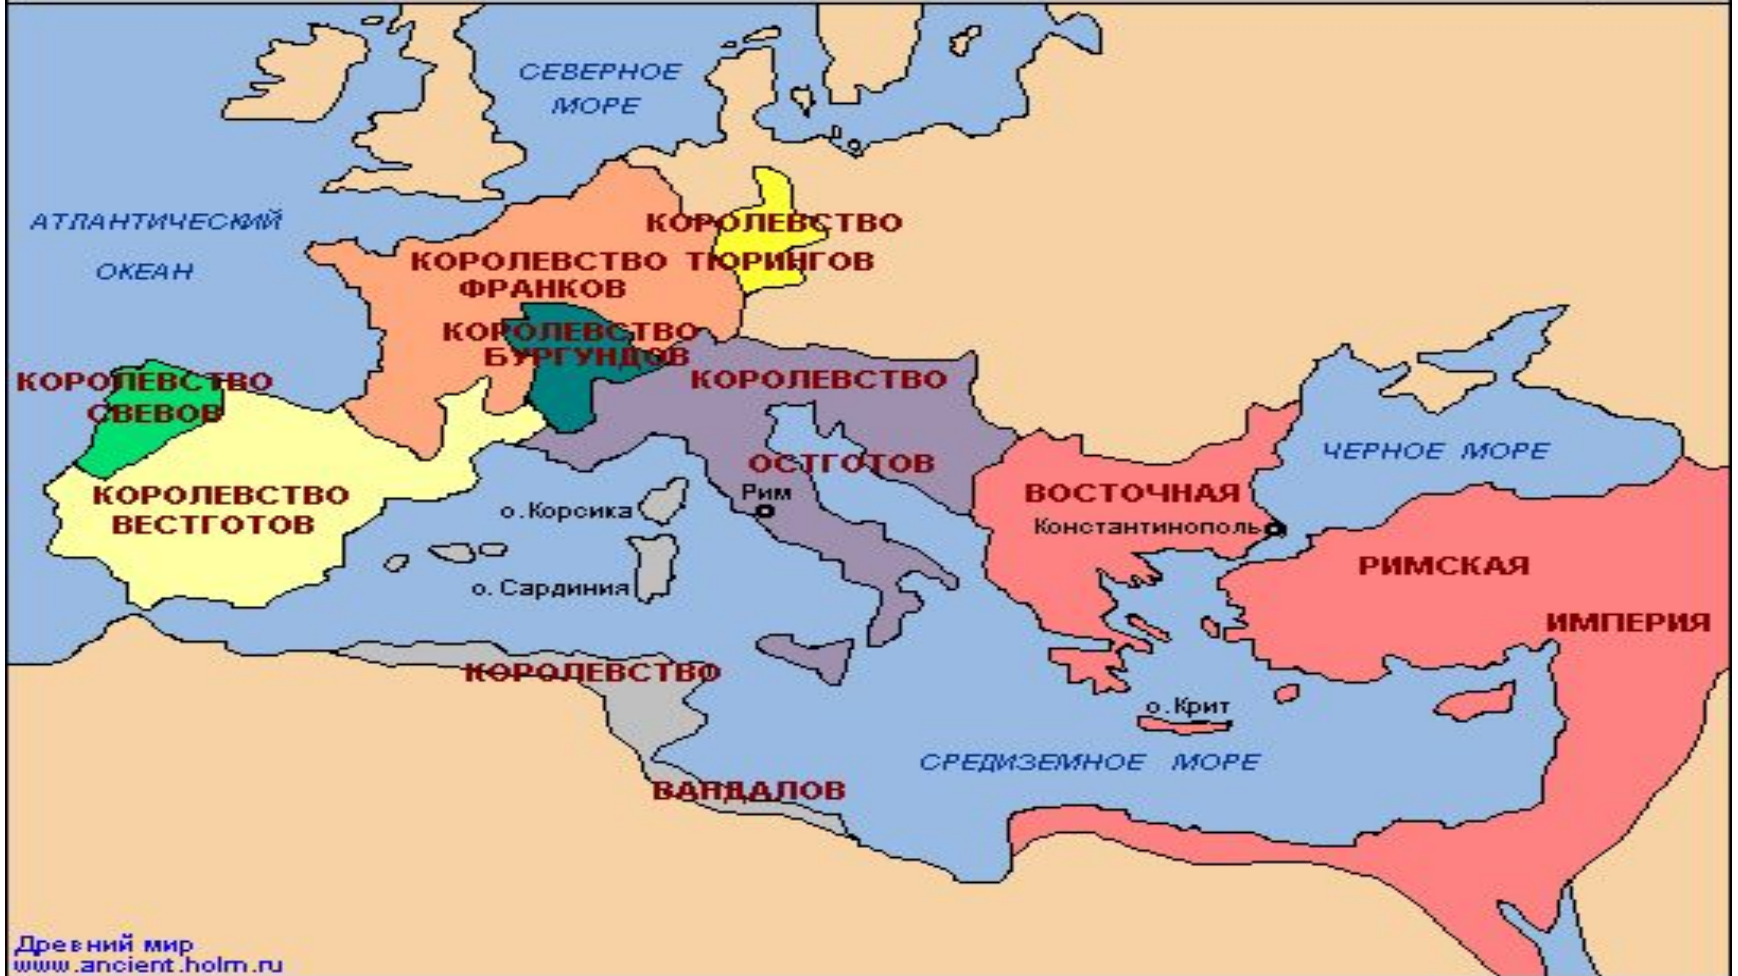 СЕВЕРНОЕ
МОРЕ
АТЛАНТИЧЕСКИЙ
ОКЕАН
КОРОЛЕВСТВО
ТЮРИНГОВ
КОРОЛЕВСТВО
ФРАНКОВ
КОРОЛЕВСТВО
БУРГУНДОВ
КОРОЛЕВСТВО
СВЕВОВ
КОРОЛЕВСТВО
ОСТГОТОВ
КОРОЛЕВСТВО
ВЕСТГОТОВ
Рим
о.Корсика
о.Сардиния
ЧЕРНОЕ МОРЕ
ВОСТОЧНАЯ
Константинополь
РИМСКАЯ
ИМПЕРИЯ
КОРОЛЕВСТВО
ВАНДАЛОВ
о.Крит
СРЕДИЗЕМНОЕ МОРЕ
Древний мир
www.ancient.holm.ru